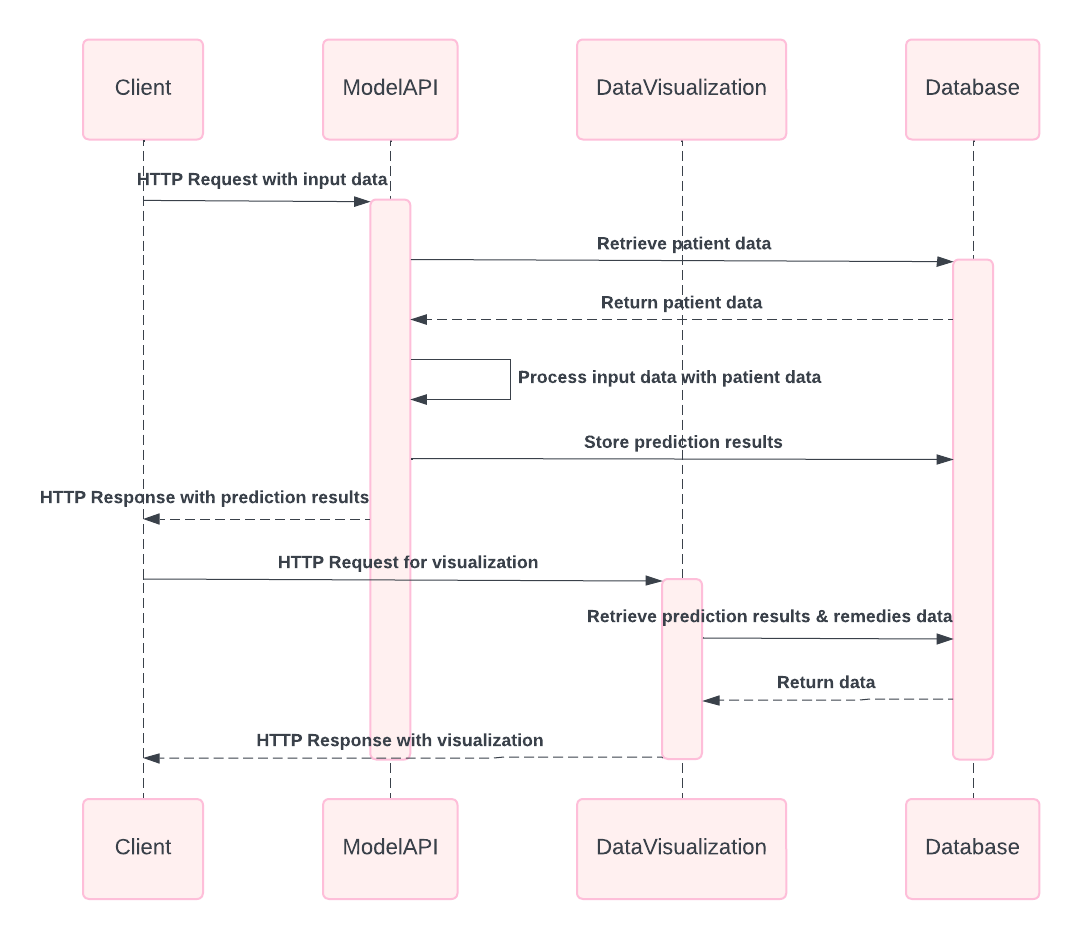 Client
ModelAPI
DataVisualization
Database
HTTP Request with input data
Retrieve patient data
Return patient data
Process input data with patient data
Store prediction results
HTTP Response with prediction results
HTTP Request for visualization
Retrieve prediction results & remedies data
Return data
HTTP Response with visualization
Client
ModelAPI
DataVisualization
Database